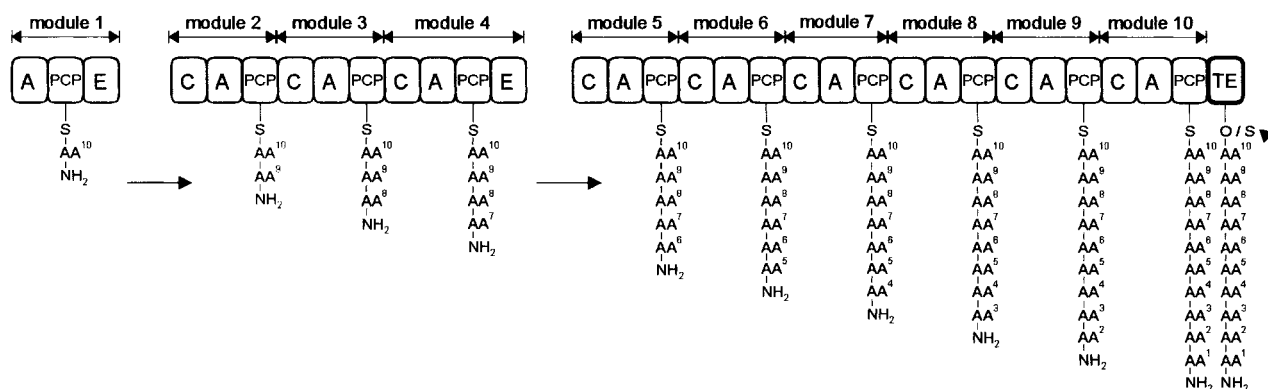 module 1 module 2 module 3 module 4 module 5 module 6 module 7 module 8 module 9 module 10
A PCP E C A PCP C A PCP C A PCP E C A PCP C A PCP C A PCP C A PCP C A PCP C A PCP TE
S S S S S S S S S S O / S
AA¹⁰ AA¹⁰ AA¹⁰ AA¹⁰ AA¹⁰ AA¹⁰ AA¹⁰ AA¹⁰ AA¹⁰ AA¹⁰ AA¹⁰
NH₂ AA⁹ AA⁹ AA⁹ AA⁹ AA⁹ AA⁹ AA⁹ AA⁹ AA⁹ AA⁹
NH₂ AA⁸ AA⁸ AA⁸ AA⁸ AA⁸ AA⁸ AA⁸ AA⁸ AA⁸
NH₂ AA⁷ AA⁷ AA⁷ AA⁷ AA⁷ AA⁷ AA⁷ AA⁷
NH₂ AA⁶ AA⁶ AA⁶ AA⁶ AA⁶ AA⁶ AA⁶
NH₂ AA⁵ AA⁵ AA⁵ AA⁵ AA⁵ AA⁵
NH₂ AA⁴ AA⁴ AA⁴ AA⁴ AA⁴
NH₂ AA³ AA³ AA³ AA³
NH₂ AA² AA² AA²
NH₂ AA¹ AA¹
NH₂ NH₂